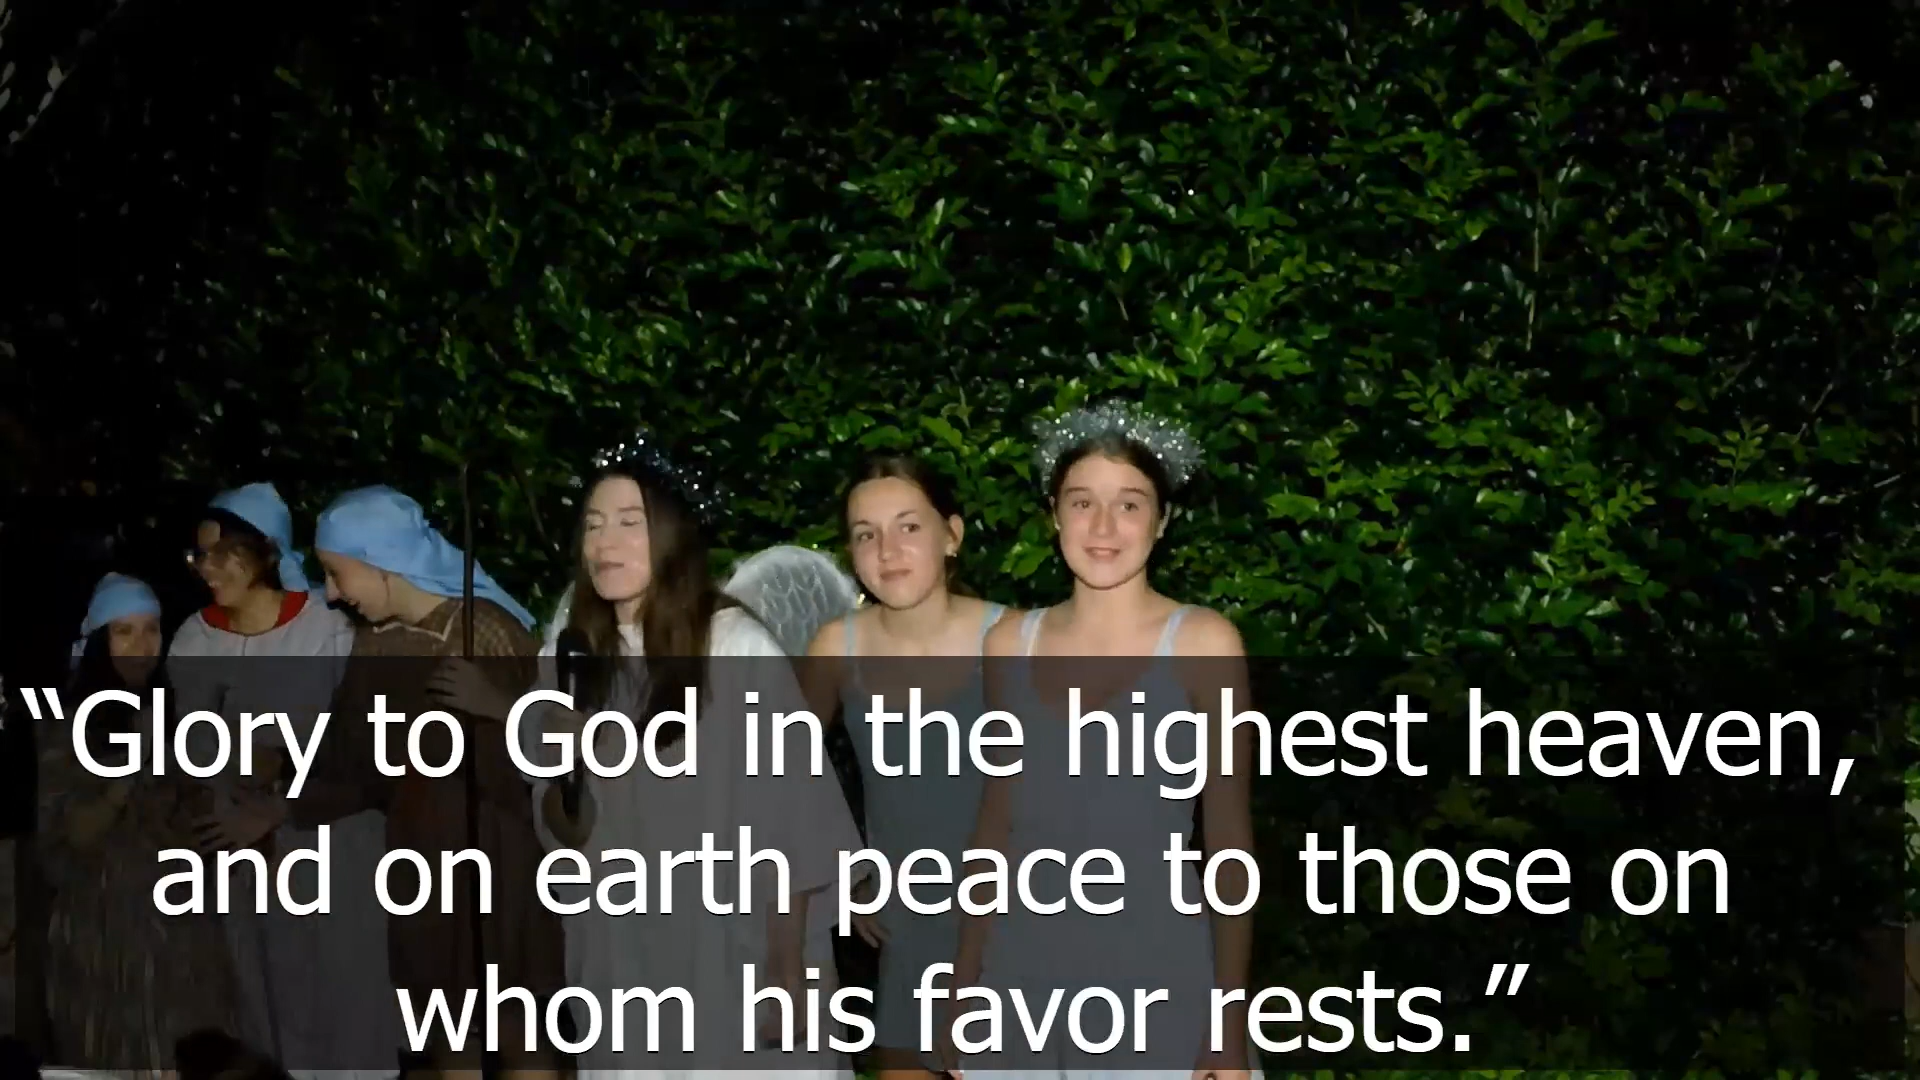 “Glory to God in the highest heaven,
and on earth peace to those on
whom his favor rests.”